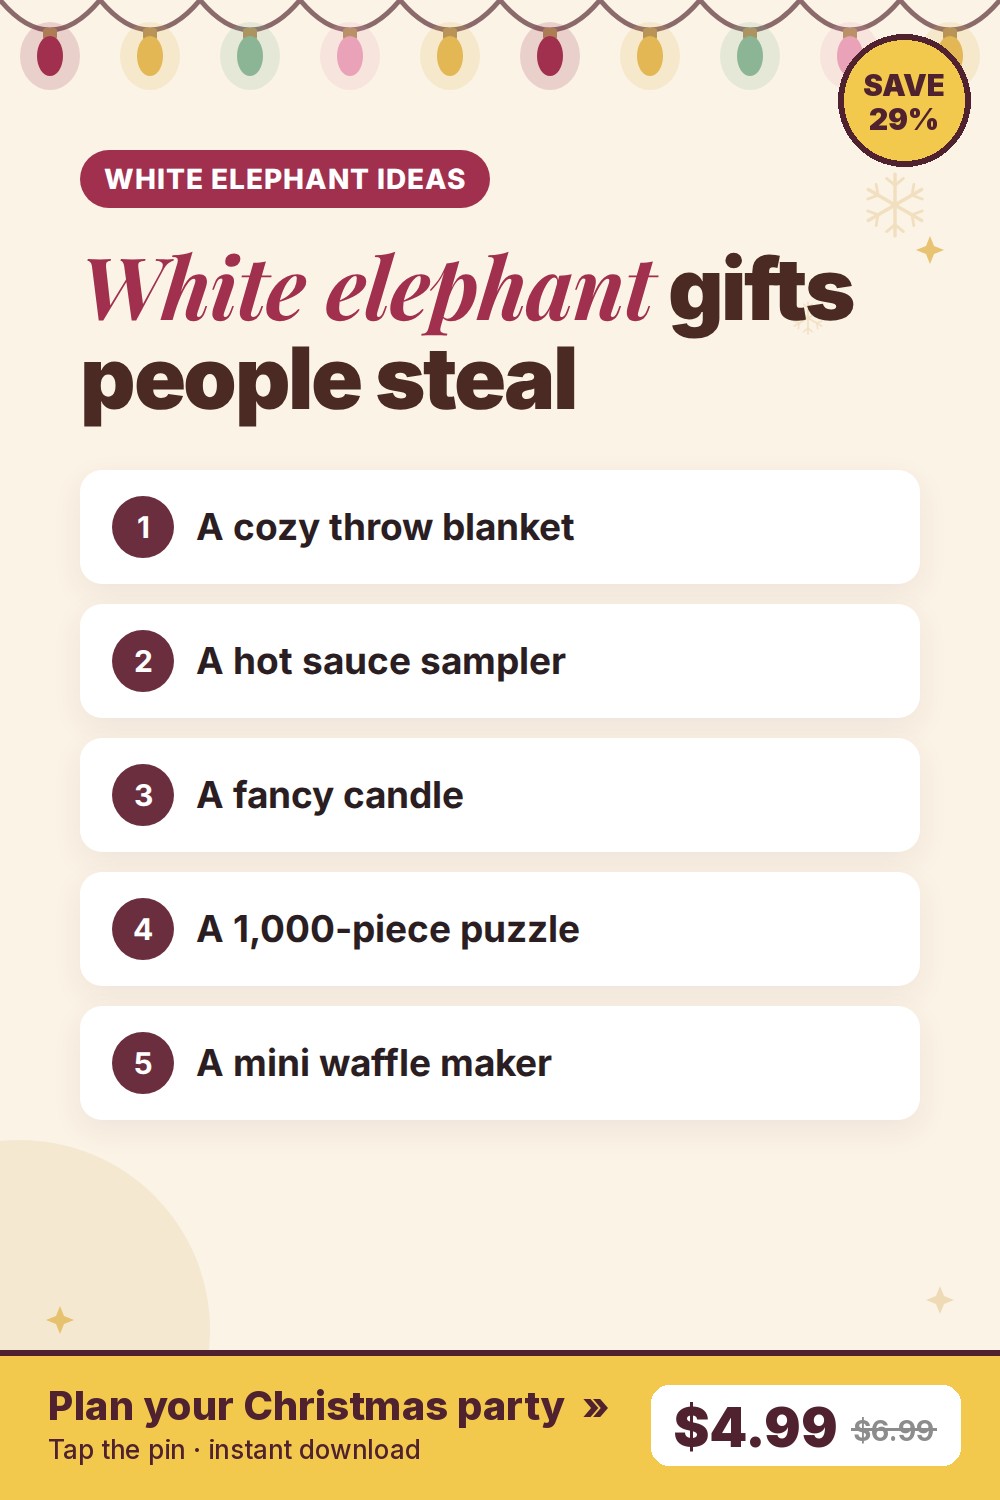 SAVE
29%
WHITE ELEPHANT IDEAS
White elephant gifts
people steal
1 A cozy throw blanket
2 A hot sauce sampler
3 A fancy candle
4 A 1,000-piece puzzle
5 A mini waffle maker
Plan your Christmas party »
Tap the pin · instant download
$4.99 $6.99